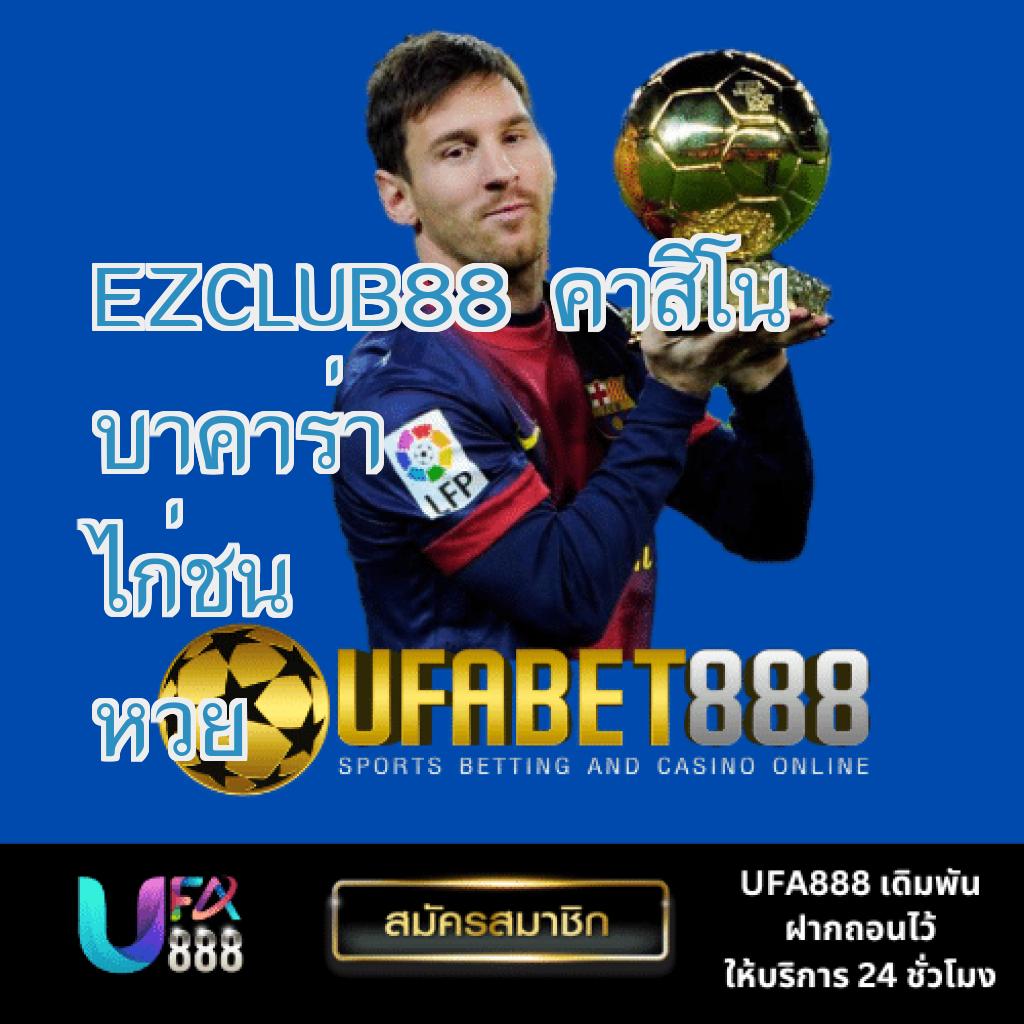 EZCLUB88 คาสิโน
บาคาร่า
ไก่ชน
หวย
LFP
UFABET888
SPORTS BETTING AND CASINO ONLINE
UFA
888
สมัครสมาชิก
UFA888 เดิมพัน
ฝากถอนไว้
ให้บริการ 24 ชั่วโมง